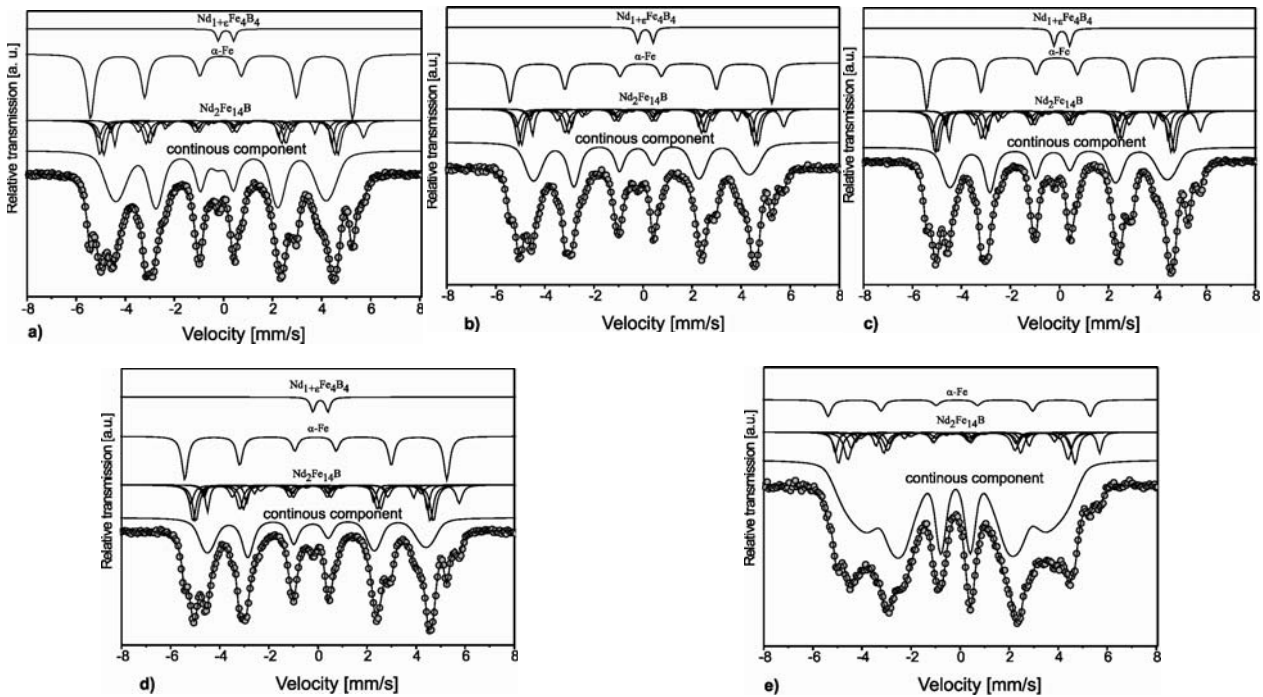 Nd1+εFe4B4
α-Fe
Nd2Fe14B
continous component
Relative transmission [a. u.]
-8 -6 -4 -2 0 2 4 6 8
Velocity [mm/s]
a)
Nd1+εFe4B4
α-Fe
Nd2Fe14B
continous component
Relative transmission [a.u.]
-8 -6 -4 -2 0 2 4 6 8
Velocity [mm/s]
b)
Nd1+εFe4B4
α-Fe
Nd2Fe14B
continous component
Relative transmission [a.u.]
-8 -6 -4 -2 0 2 4 6 8
Velocity [mm/s]
c)
Nd1+εFe4B4
α-Fe
Nd2Fe14B
continous component
Relative transmission [a.u.]
-8 -6 -4 -2 0 2 4 6 8
Velocity [mm/s]
d)
α-Fe
Nd2Fe14B
continous component
Relative transmission [a.u.]
-8 -6 -4 -2 0 2 4 6 8
Velocity [mm/s]
e)